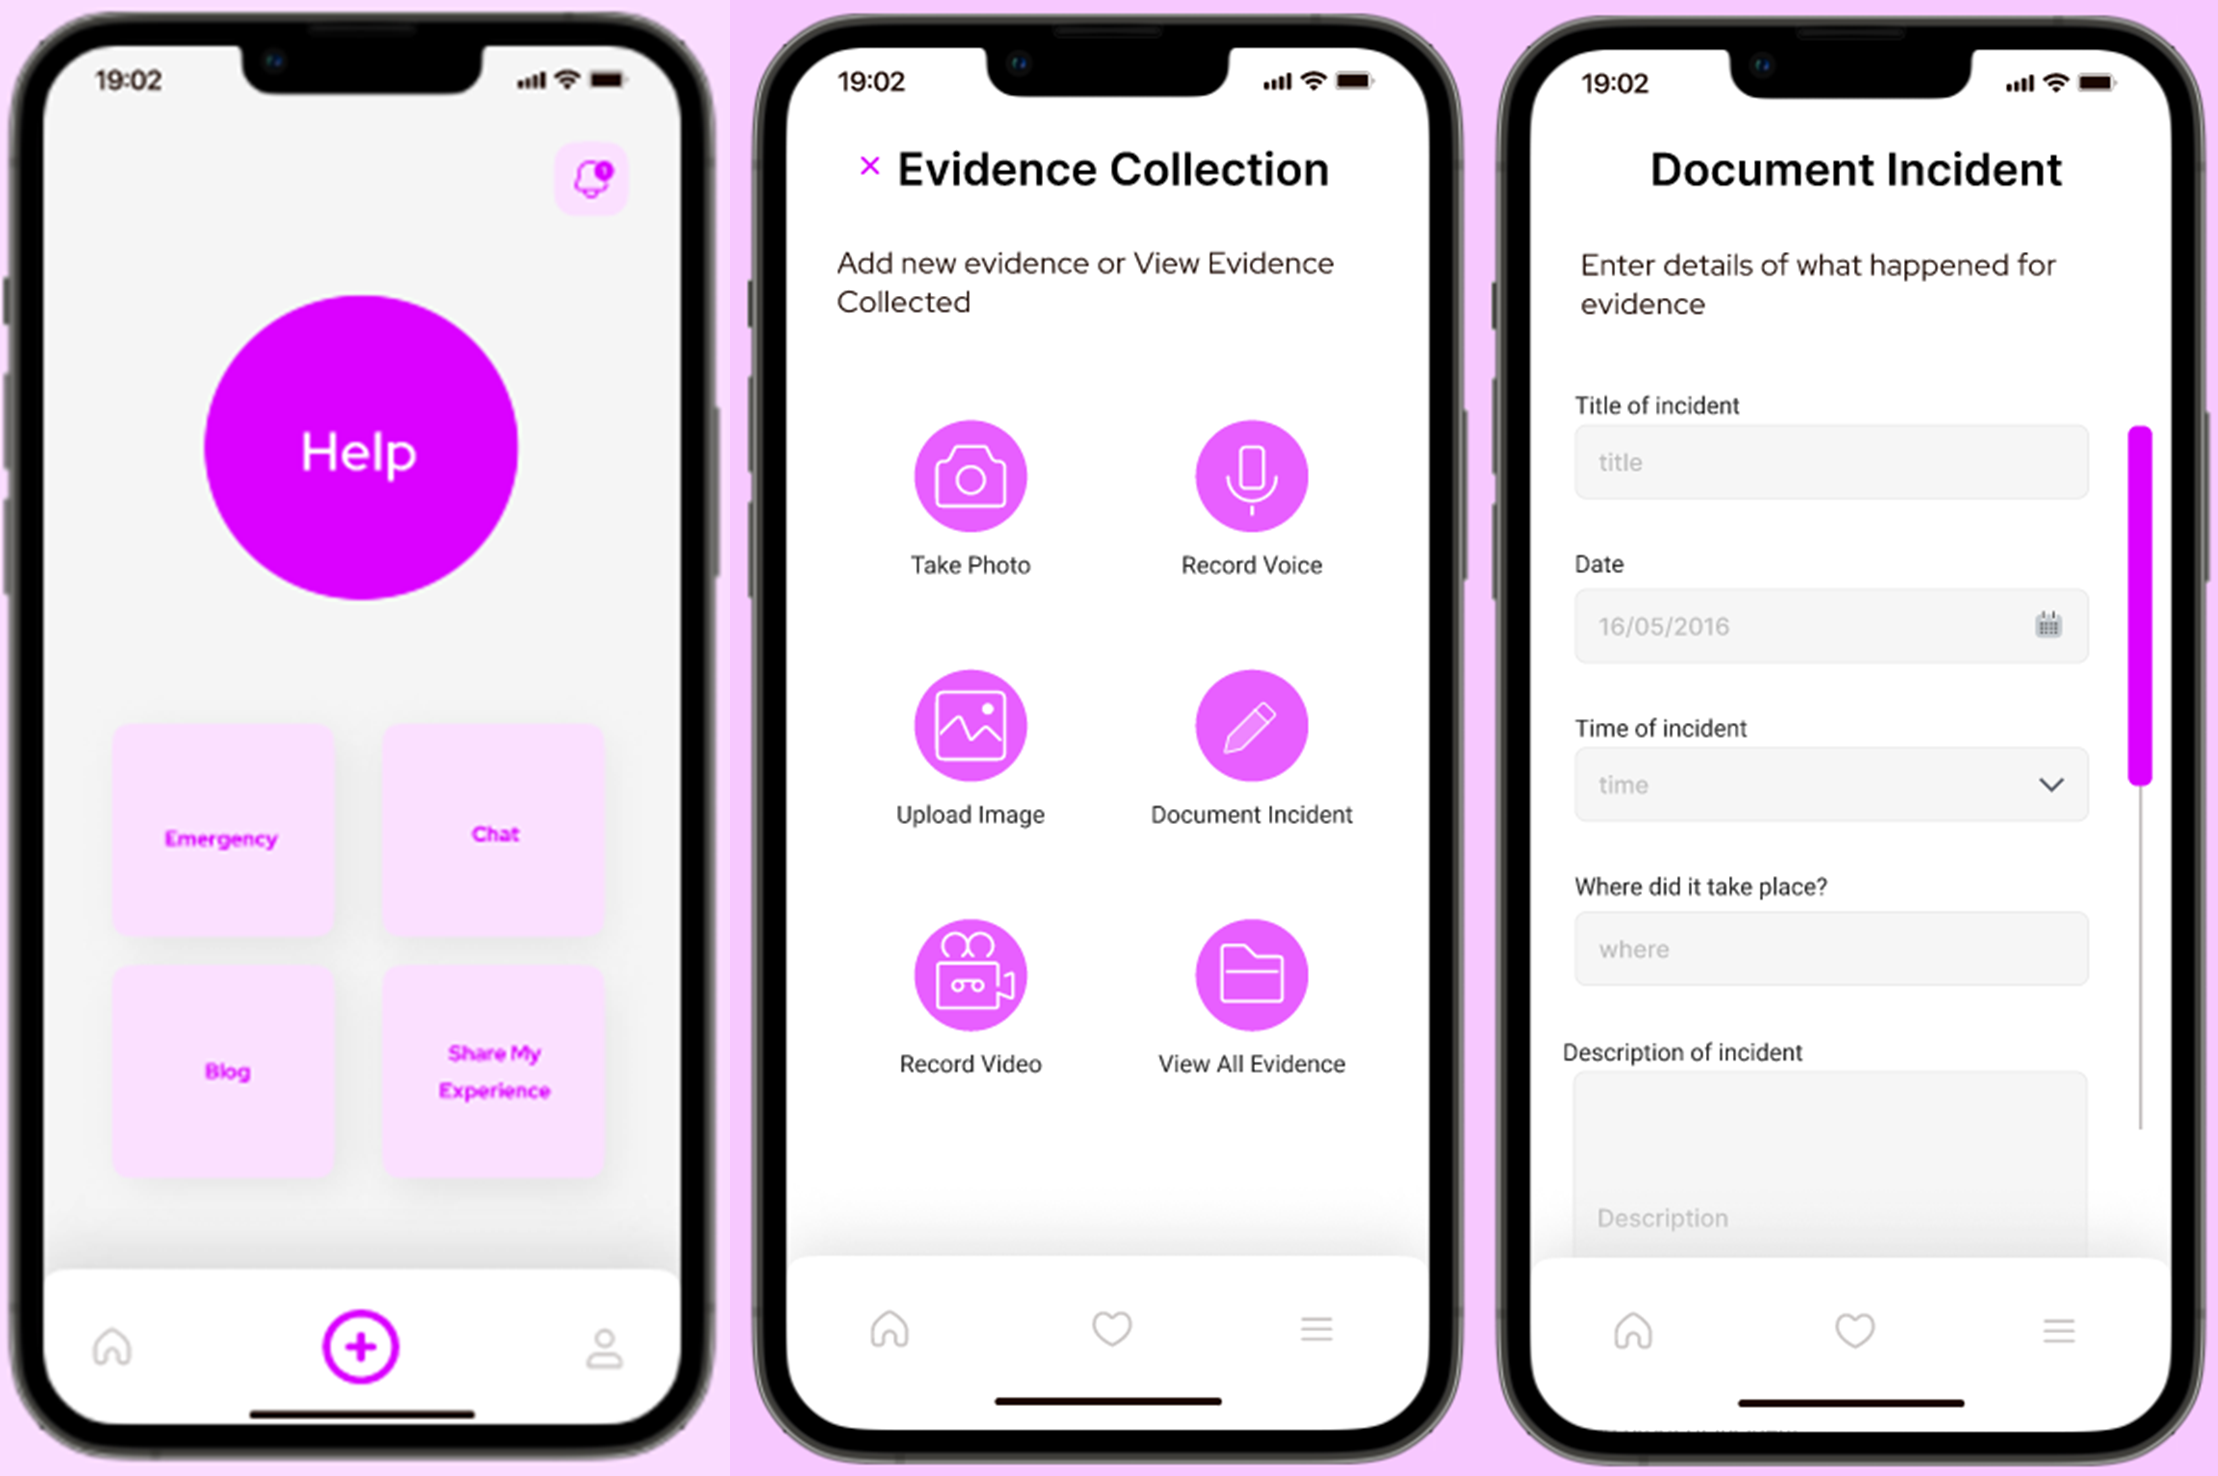 19:02
1
Help
Emergency
Chat
Blog
Share My
Experience
19:02
× Evidence Collection
Add new evidence or View Evidence
Collected
Take Photo
Record Voice
Upload Image
Document Incident
Record Video
View All Evidence
19:02
Document Incident
Enter details of what happened for
evidence
Title of incident
title
Date
16/05/2016
Time of incident
time
Where did it take place?
where
Description of incident
Description